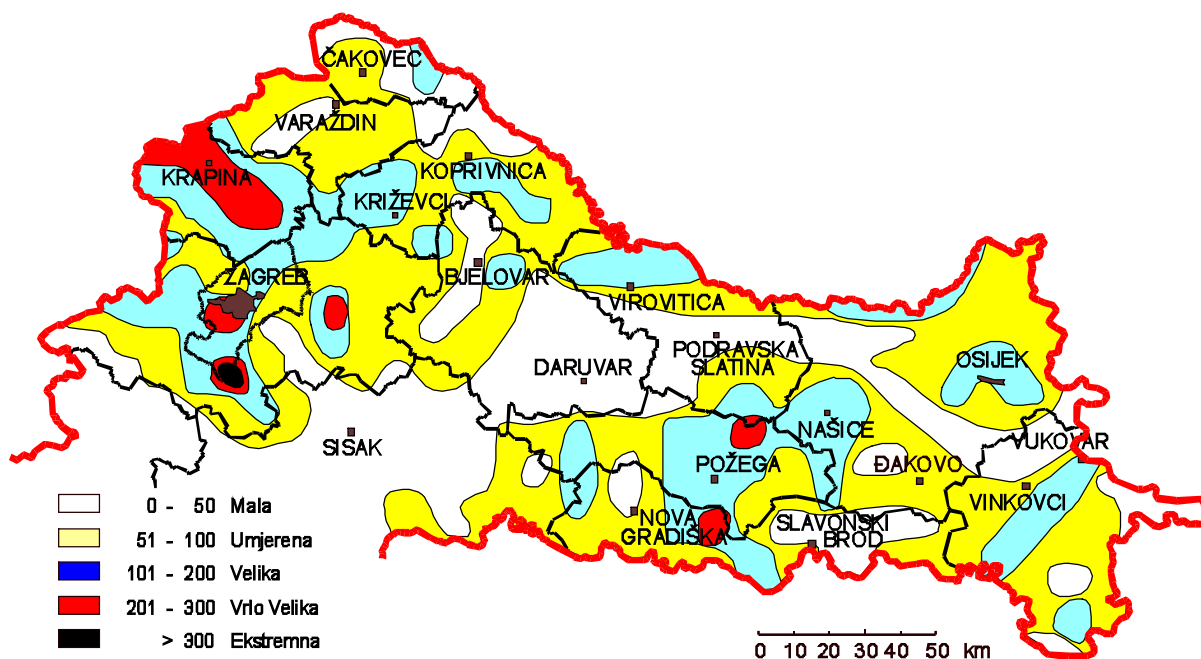 ČAKOVEC
VARAŽDIN
KRAPINA
KOPRIVNICA
KRIŽEVCI
ZAGREB
BJELOVAR
VIROVITICA
DARUVAR
PODRAVSKA
SLATINA
OSIJEK
SISAK
NAŠICE
VUKOVAR
POŽEGA
ĐAKOVO
VINKOVCI
NOVA
GRADIŠKA
SLAVONSKI
BROD
0 - 50 Mala
51 - 100 Umjerena
101 - 200 Velika
201 - 300 Vrlo Velika
> 300 Ekstremna
0 10 20 30 40 50 km